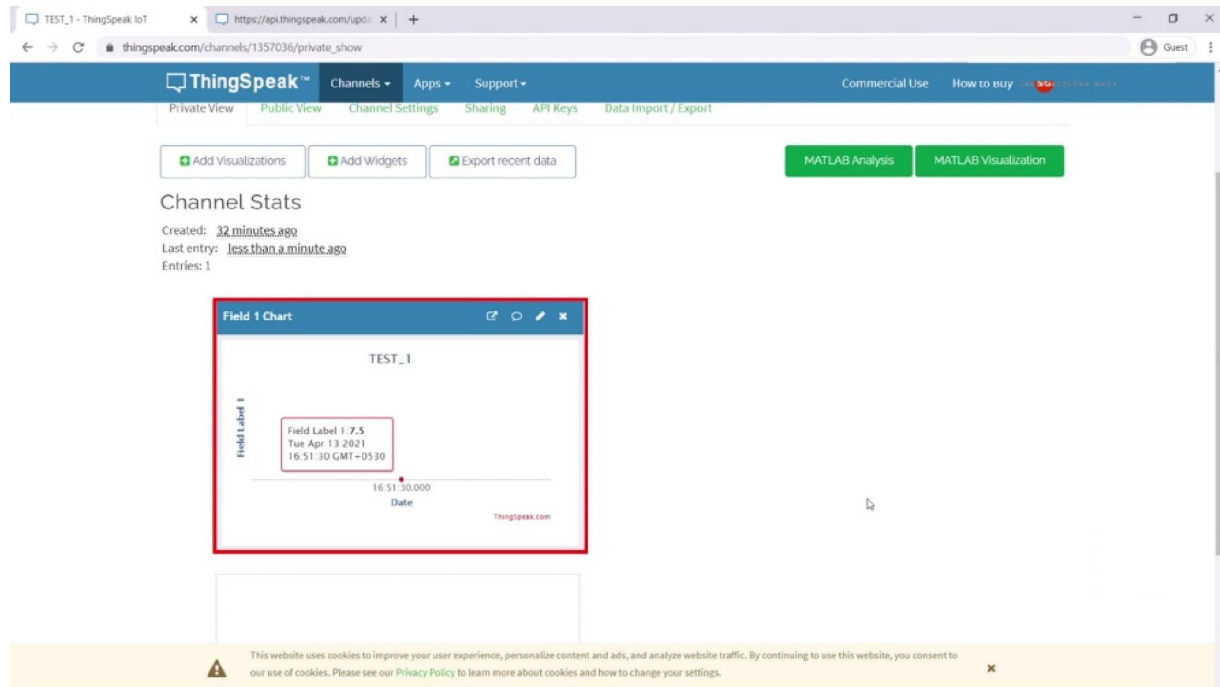 TEST_1 - ThingSpeak IoT
https://api.thingspeak.com/upda
thingspeak.com/channels/1357036/private_show
Guest
ThingSpeak™ Channels Apps Support Commercial Use How to Buy SG
Private View Public View Channel Settings Sharing API Keys Data Import / Export
Add Visualizations Add Widgets Export recent data MATLAB Analysis MATLAB Visualization
Channel Stats
Created: 32 minutes ago
Last entry: less than a minute ago
Entries: 1
Field 1 Chart
TEST_1
Field Label 1
Field Label 1:7.5
Tue Apr 13 2021
16:51:30 GMT+0530
16:51:30.000
Date
ThingSpeak.com
This website uses cookies to improve your user experience, personalize content and ads, and analyze website traffic. By continuing to use this website, you consent to
our use of cookies. Please see our Privacy Policy to learn more about cookies and how to change your settings.